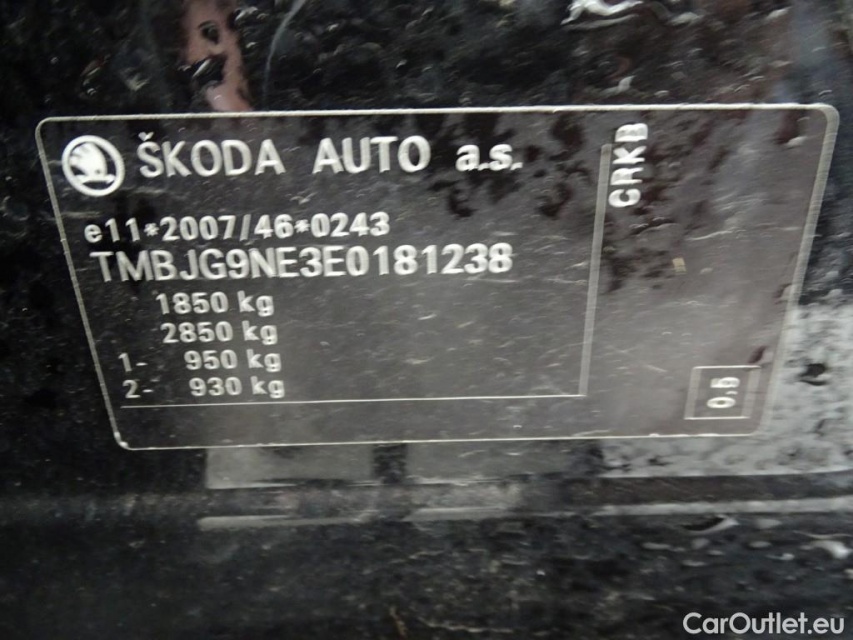 ŠKODA AUTO a.s.
e11*2007/46*0243
TMBJG9NE3E0181238
1850 kg
2850 kg
1- 950 kg
2- 930 kg
CRKB
0,5
CarOutlet.eu